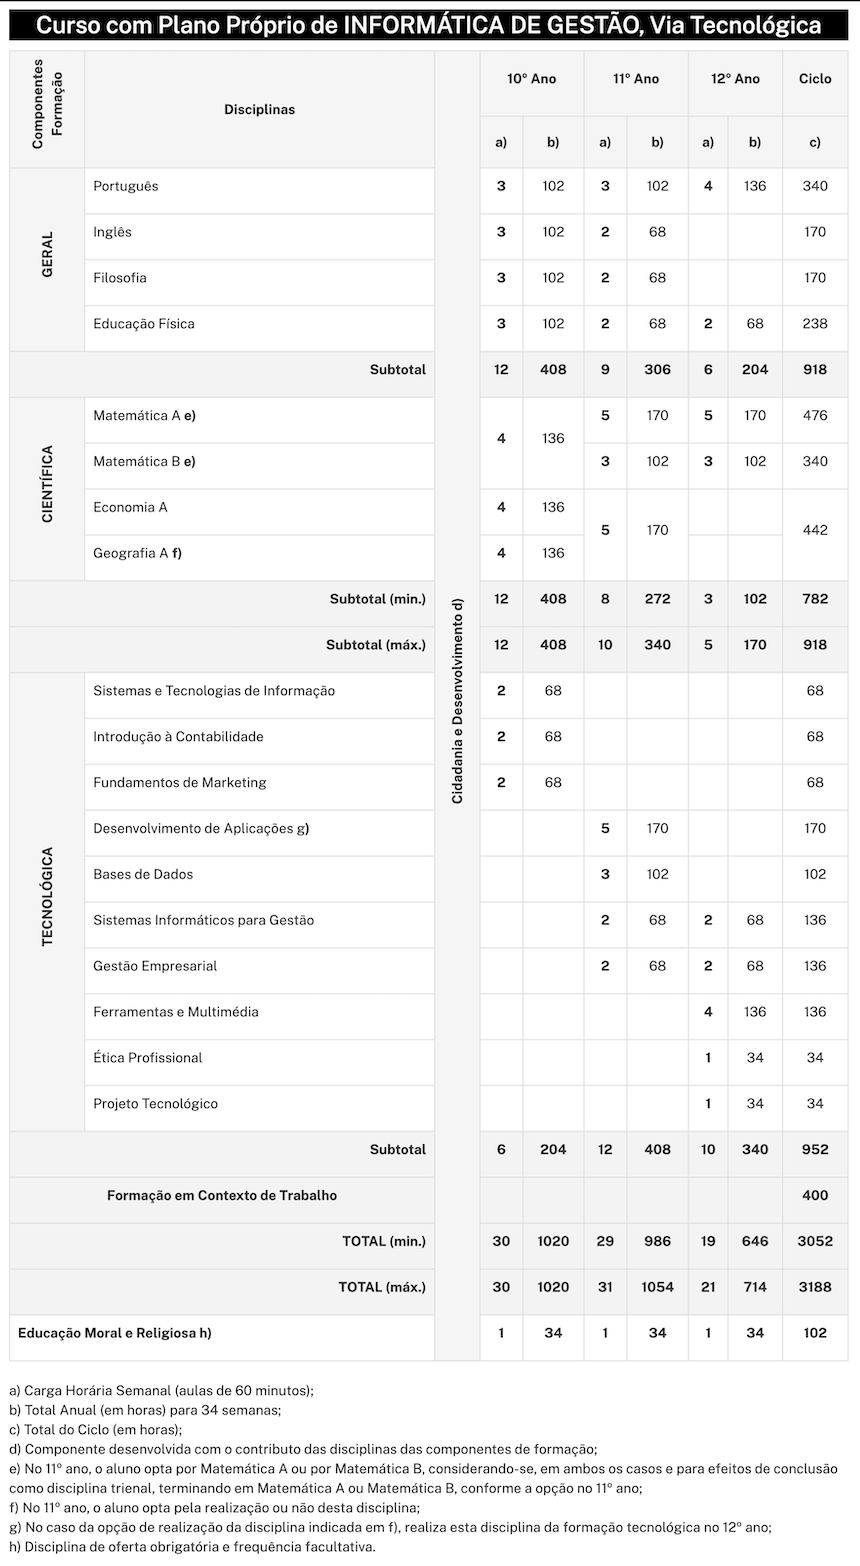 Curso com Plano Próprio de INFORMÁTICA DE GESTÃO, Via Tecnológica
Componentes Formação Disciplinas 10º Ano 11º Ano 12º Ano Ciclo
a) b) a) b) a) b) c)
Cidadania e Desenvolvimento d)
GERAL
Português 3 102 3 102 4 136 340
Inglês 3 102 2 68 170
Filosofia 3 102 2 68 170
Educação Física 3 102 2 68 2 68 238
Subtotal 12 408 9 306 6 204 918
CIENTÍFICA
Matemática A e) 4 136 5 170 5 170 476
Matemática B e) 3 102 3 102 340
Economia A 4 136 5 170 442
Geografia A f) 4 136
Subtotal (min.) 12 408 8 272 3 102 782
Subtotal (máx.) 12 408 10 340 5 170 918
TECNOLÓGICA
Sistemas e Tecnologias de Informação 2 68 68
Introdução à Contabilidade 2 68 68
Fundamentos de Marketing 2 68 68
Desenvolvimento de Aplicações g) 5 170 170
Bases de Dados 3 102 102
Sistemas Informáticos para Gestão 2 68 2 68 136
Gestão Empresarial 2 68 2 68 136
Ferramentas e Multimédia 4 136 136
Ética Profissional 1 34 34
Projeto Tecnológico 1 34 34
Subtotal 6 204 12 408 10 340 952
Formação em Contexto de Trabalho 400
TOTAL (min.) 30 1020 29 986 19 646 3052
TOTAL (máx.) 30 1020 31 1054 21 714 3188
Educação Moral e Religiosa h) 1 34 1 34 1 34 102
a) Carga Horária Semanal (aulas de 60 minutos);
b) Total Anual (em horas) para 34 semanas;
c) Total do Ciclo (em horas);
d) Componente desenvolvida com o contributo das disciplinas das componentes de formação;
e) No 11º ano, o aluno opta por Matemática A ou por Matemática B, considerando-se, em ambos os casos e para efeitos de conclusão
como disciplina trienal, terminando em Matemática A ou Matemática B, conforme a opção no 11º ano;
f) No 11º ano, o aluno opta pela realização ou não desta disciplina;
g) No caso da opção de realização da disciplina indicada em f), realiza esta disciplina da formação tecnológica no 12º ano;
h) Disciplina de oferta obrigatória e frequência facultativa.